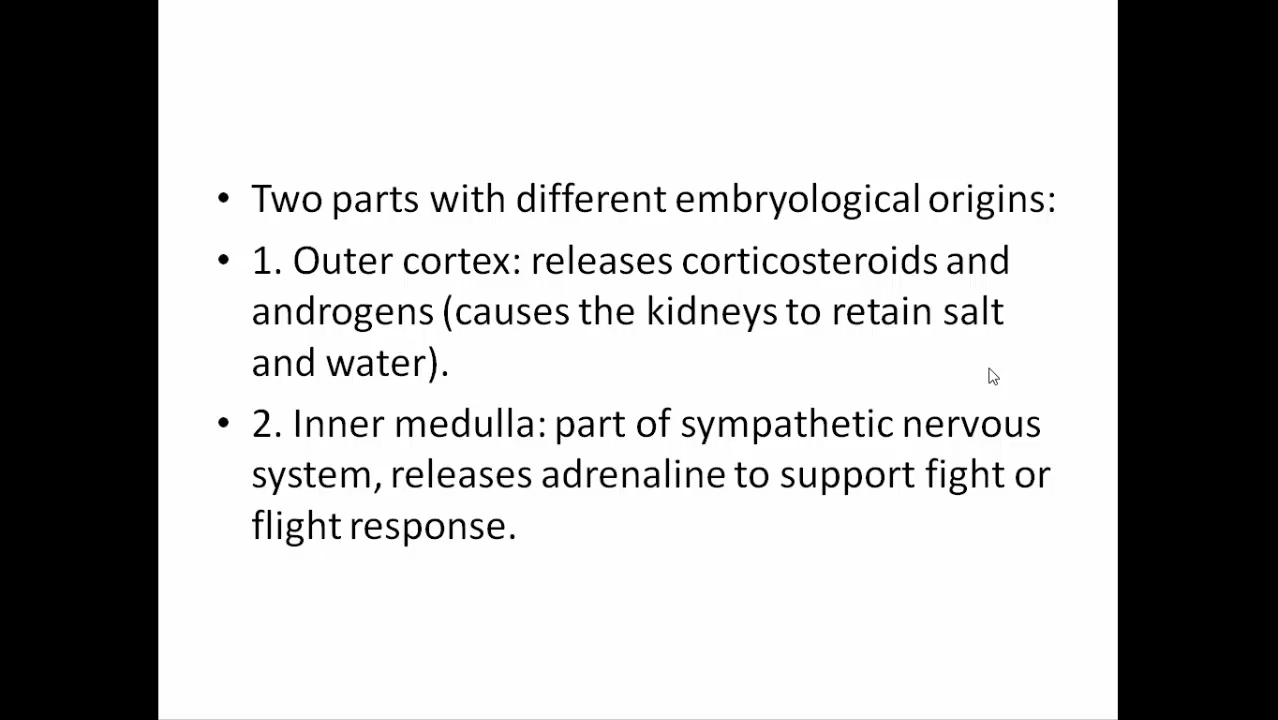 • Two parts with different embryological origins:
• 1. Outer cortex: releases corticosteroids and
androgens (causes the kidneys to retain salt
and water).
• 2. Inner medulla: part of sympathetic nervous
system, releases adrenaline to support fight or
flight response.